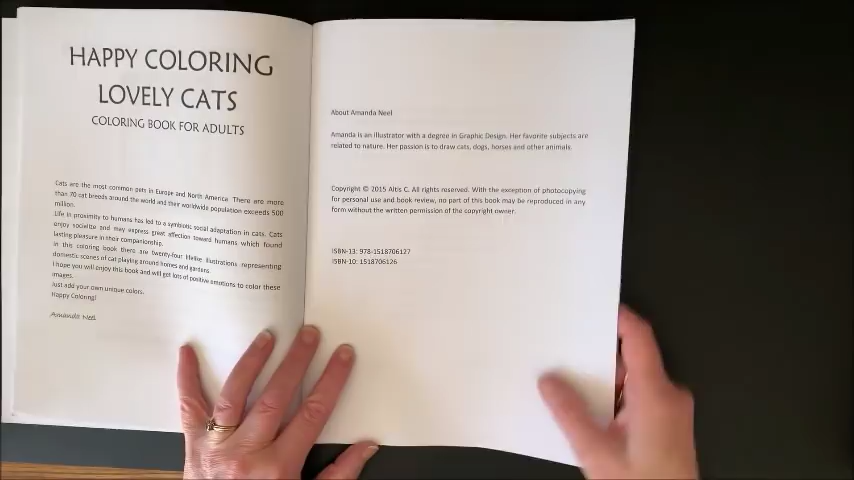 HAPPY COLORING
LOVELY CATS
COLORING BOOK FOR ADULTS
Cats are the most common pets in Europe and North America. There are more
than 70 cat breeds around the world and their worldwide population exceeds 500
million.
Life in proximity to humans has led to a symbiotic social adaptation in cats. Cats
enjoy socialize and may express great affection toward humans which found
lasting pleasure in their companionship.
In this coloring book there are twenty-four lifelike illustrations representing
domestic scenes of cat playing around homes and gardens.
I hope you will enjoy this book and will get lots of positive emotions to color these
images.
Just add your own unique colors.
Happy Coloring!
Amanda Neel
About Amanda Neel
Amanda is an illustrator with a degree in Graphic Design. Her favorite subjects are
related to nature. Her passion is to draw cats, dogs, horses and other animals.
Copyright © 2015 Altis C. All rights reserved. With the exception of photocopying
for personal use and book review, no part of this book may be reproduced in any
form without the written permission of the copyright owner.
ISBN-13: 978-1518706127
ISBN-10: 1518706126